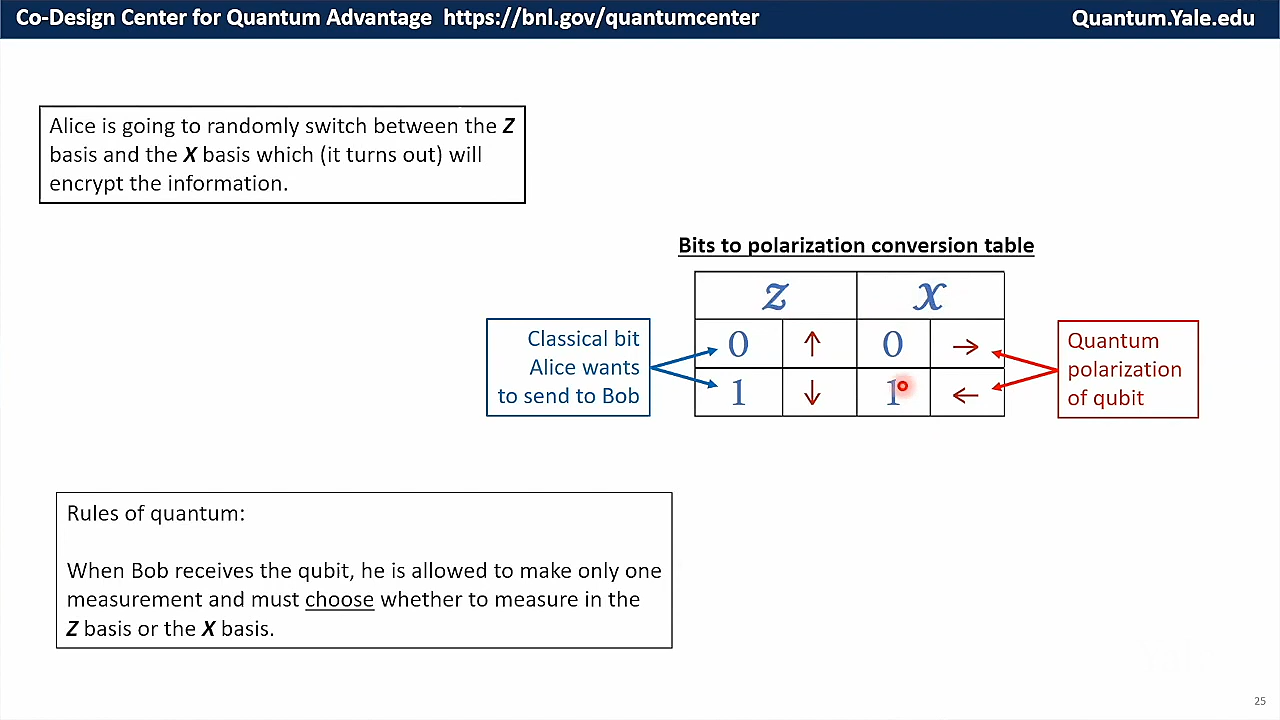 Co-Design Center for Quantum Advantage https://bnl.gov/quantumcenter Quantum.Yale.edu
Alice is going to randomly switch between the Z
basis and the X basis which (it turns out) will
encrypt the information.
Bits to polarization conversion table
Z X
0 ↑ 0 →
1 ↓ 1 ←
Classical bit
Alice wants
to send to Bob
Quantum
polarization
of qubit
Rules of quantum:
When Bob receives the qubit, he is allowed to make only one
measurement and must choose whether to measure in the
Z basis or the X basis.
25